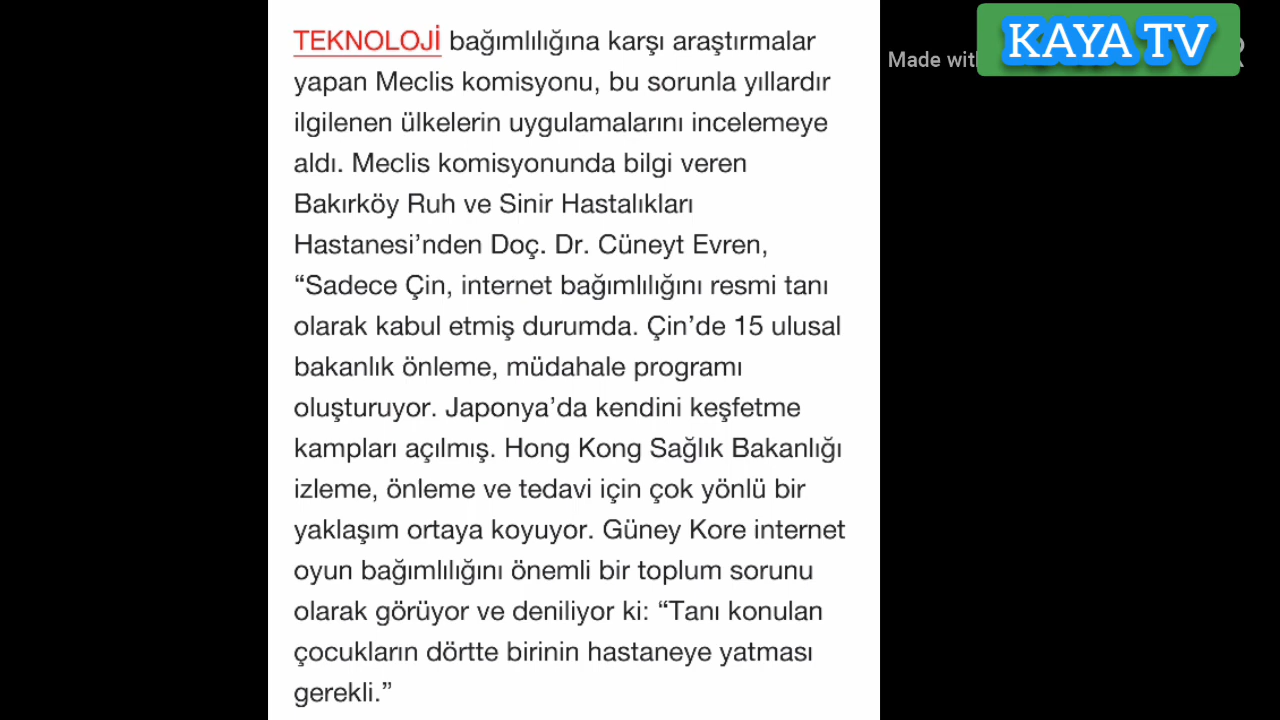 TEKNOLOJİ bağımlılığına karşı araştırmalar
yapan Meclis komisyonu, bu sorunla yıllardır
ilgilenen ülkelerin uygulamalarını incelemeye
aldı. Meclis komisyonunda bilgi veren
Bakırköy Ruh ve Sinir Hastalıkları
Hastanesi’nden Doç. Dr. Cüneyt Evren,
“Sadece Çin, internet bağımlılığını resmi tanı
olarak kabul etmiş durumda. Çin’de 15 ulusal
bakanlık önleme, müdahale programı
oluşturuyor. Japonya’da kendini keşfetme
kampları açılmış. Hong Kong Sağlık Bakanlığı
izleme, önleme ve tedavi için çok yönlü bir
yaklaşım ortaya koyuyor. Güney Kore internet
oyun bağımlılığını önemli bir toplum sorunu
olarak görüyor ve deniliyor ki: “Tanı konulan
çocukların dörtte birinin hastaneye yatması
gerekli.”
Made
KAYA TV